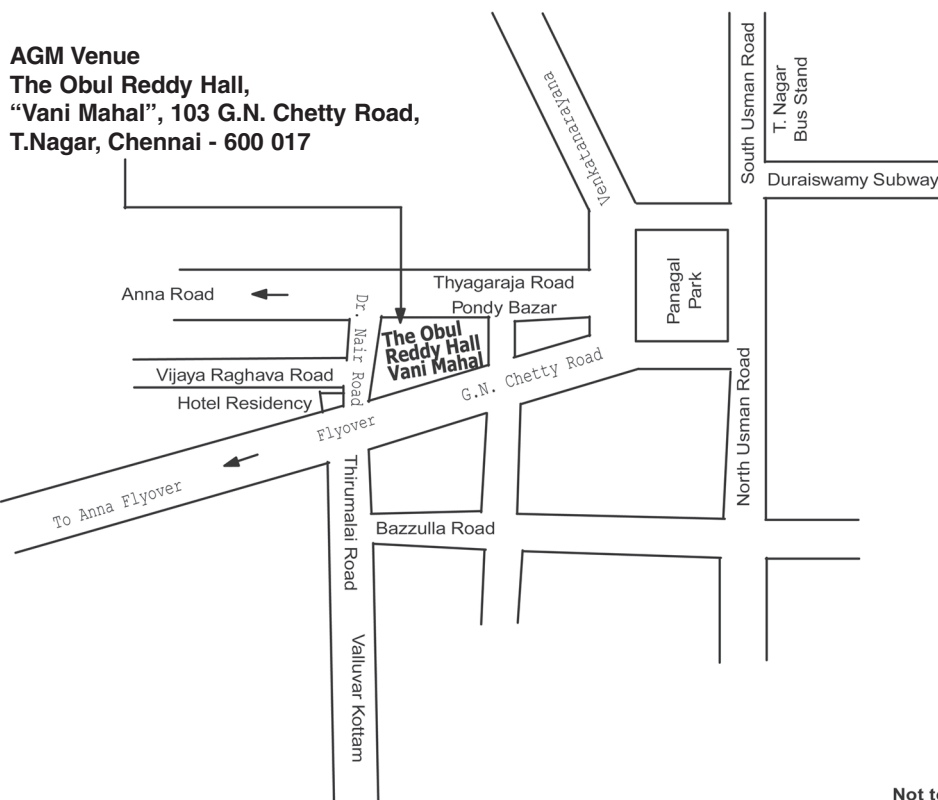 AGM Venue
The Obul Reddy Hall,
“Vani Mahal”, 103 G.N. Chetty Road,
T.Nagar, Chennai - 600 017
Venkatanarayana
South Usman Road
T. Nagar
Bus Stand
Duraiswamy Subway
Thyagaraja Road
Anna Road
Pondy Bazar
Panagal
Park
Dr. Nair Road
The Obul
Reddy Hall
Vani Mahal
G.N. Chetty Road
Vijaya Raghava Road
Hotel Residency
Flyover
North Usman Road
To Anna Flyover
Thirumalai Road
Bazzulla Road
Valluvar Kottam
Not